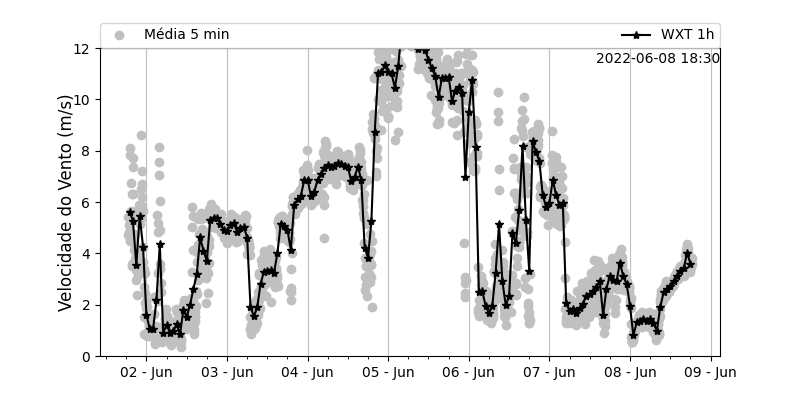 Média 5 min
WXT 1h
2022-06-08 18:30
Velocidade do Vento (m/s)
12
10
8
6
4
2
0
02 - Jun
03 - Jun
04 - Jun
05 - Jun
06 - Jun
07 - Jun
08 - Jun
09 - Jun